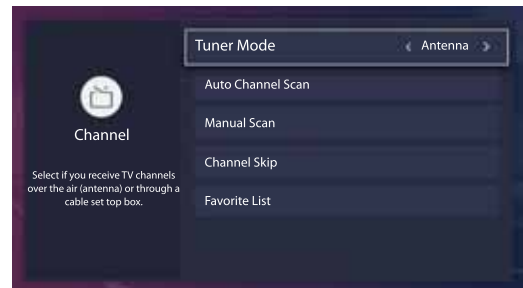 Tuner Mode
Antenna
Auto Channel Scan
Manual Scan
Channel Skip
Favorite List
Channel
Select if you receive TV channels
over the air (antenna) or through a
cable set top box.